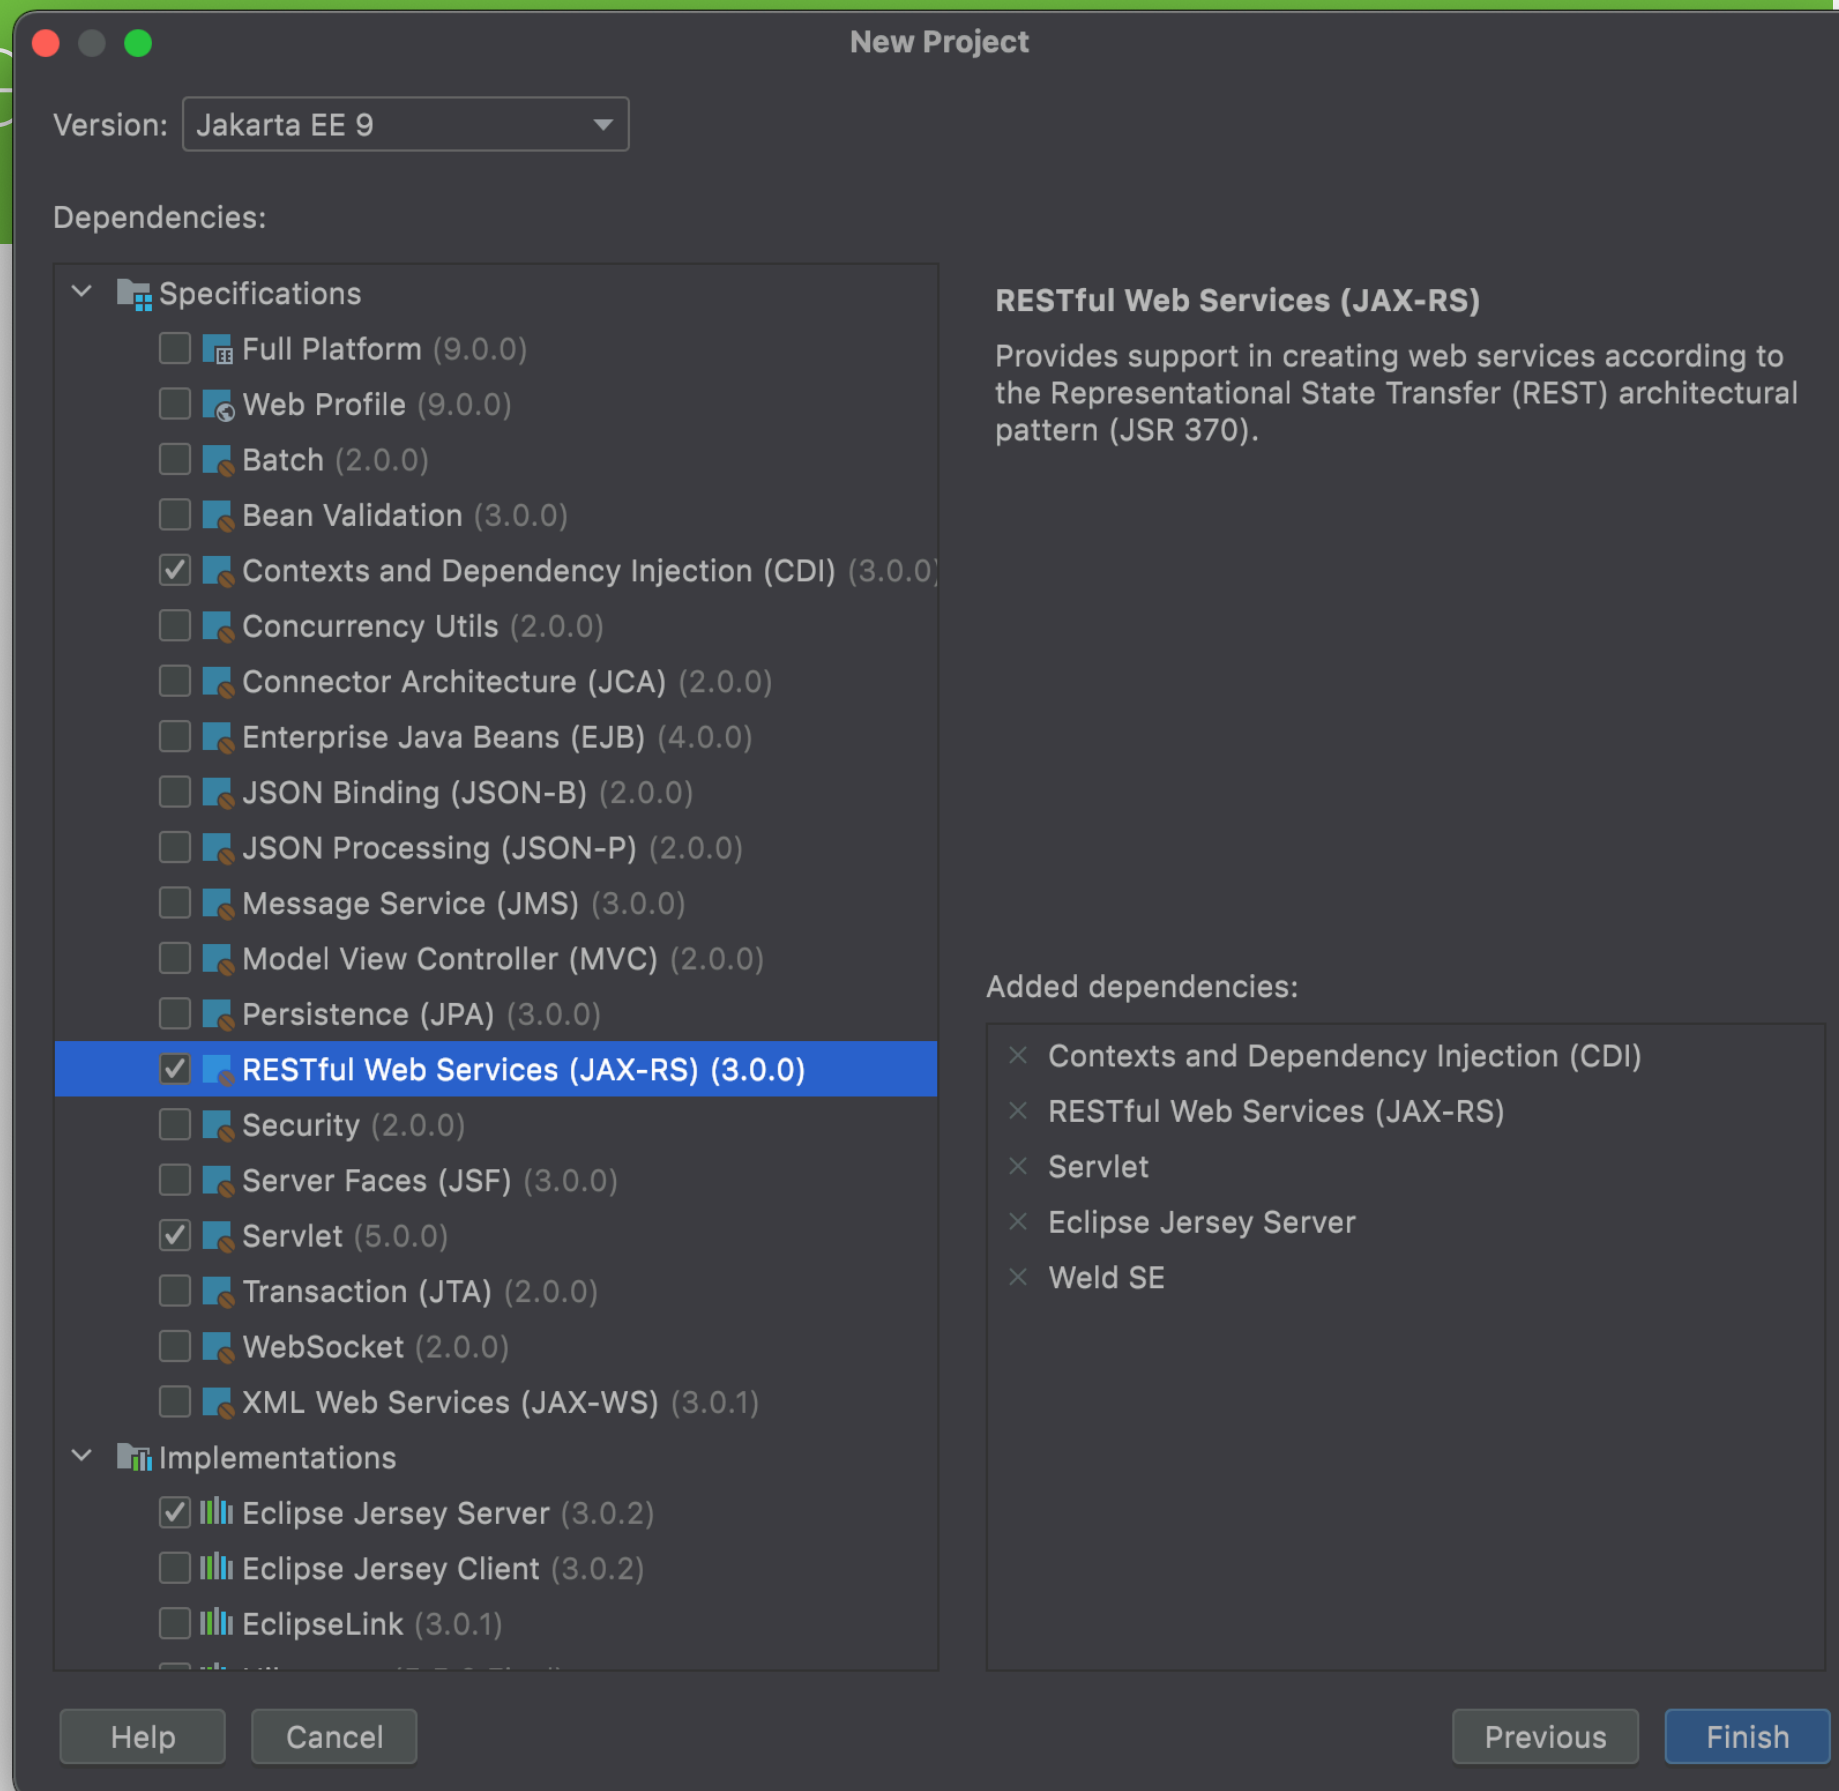 New Project
Version: Jakarta EE 9
Dependencies:
Specifications
Full Platform (9.0.0)
Web Profile (9.0.0)
Batch (2.0.0)
Bean Validation (3.0.0)
Contexts and Dependency Injection (CDI) (3.0.0)
Concurrency Utils (2.0.0)
Connector Architecture (JCA) (2.0.0)
Enterprise Java Beans (EJB) (4.0.0)
JSON Binding (JSON-B) (2.0.0)
JSON Processing (JSON-P) (2.0.0)
Message Service (JMS) (3.0.0)
Model View Controller (MVC) (2.0.0)
Persistence (JPA) (3.0.0)
RESTful Web Services (JAX-RS) (3.0.0)
Security (2.0.0)
Server Faces (JSF) (3.0.0)
Servlet (5.0.0)
Transaction (JTA) (2.0.0)
WebSocket (2.0.0)
XML Web Services (JAX-WS) (3.0.1)
Implementations
Eclipse Jersey Server (3.0.2)
Eclipse Jersey Client (3.0.2)
EclipseLink (3.0.1)
RESTful Web Services (JAX-RS)
Provides support in creating web services according to
the Representational State Transfer (REST) architectural
pattern (JSR 370).
Added dependencies:
Contexts and Dependency Injection (CDI)
RESTful Web Services (JAX-RS)
Servlet
Eclipse Jersey Server
Weld SE
Help
Cancel
Previous
Finish